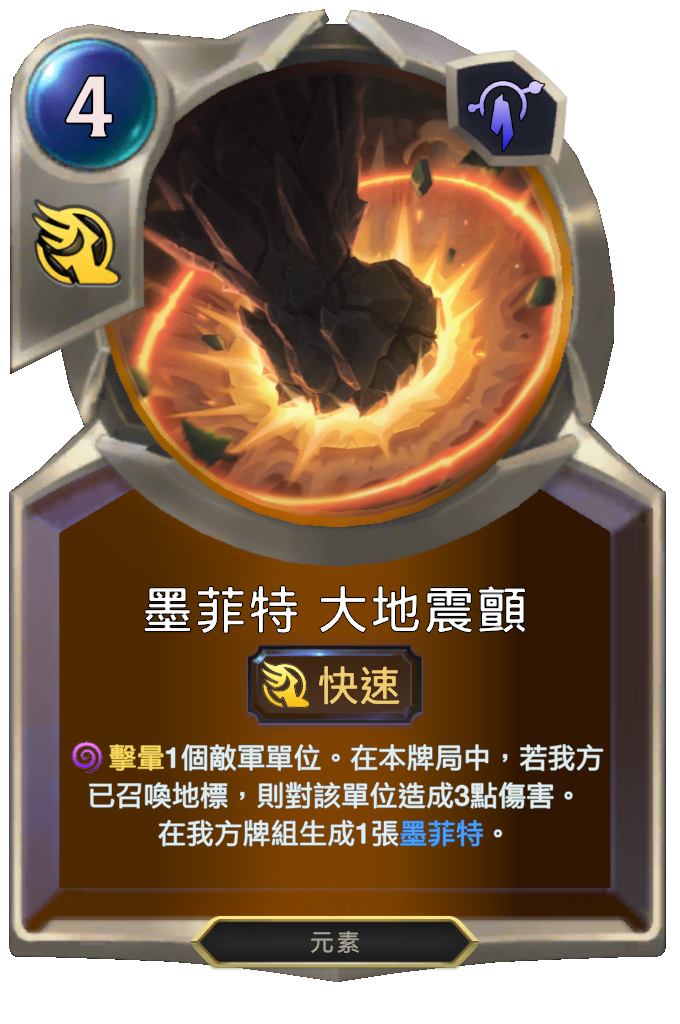 4
墨菲特 大地震顫
快速
擊暈1個敵軍單位。在本牌局中，若我方
已召喚地標，則對該單位造成3點傷害。
在我方牌組生成1張墨菲特。
元素